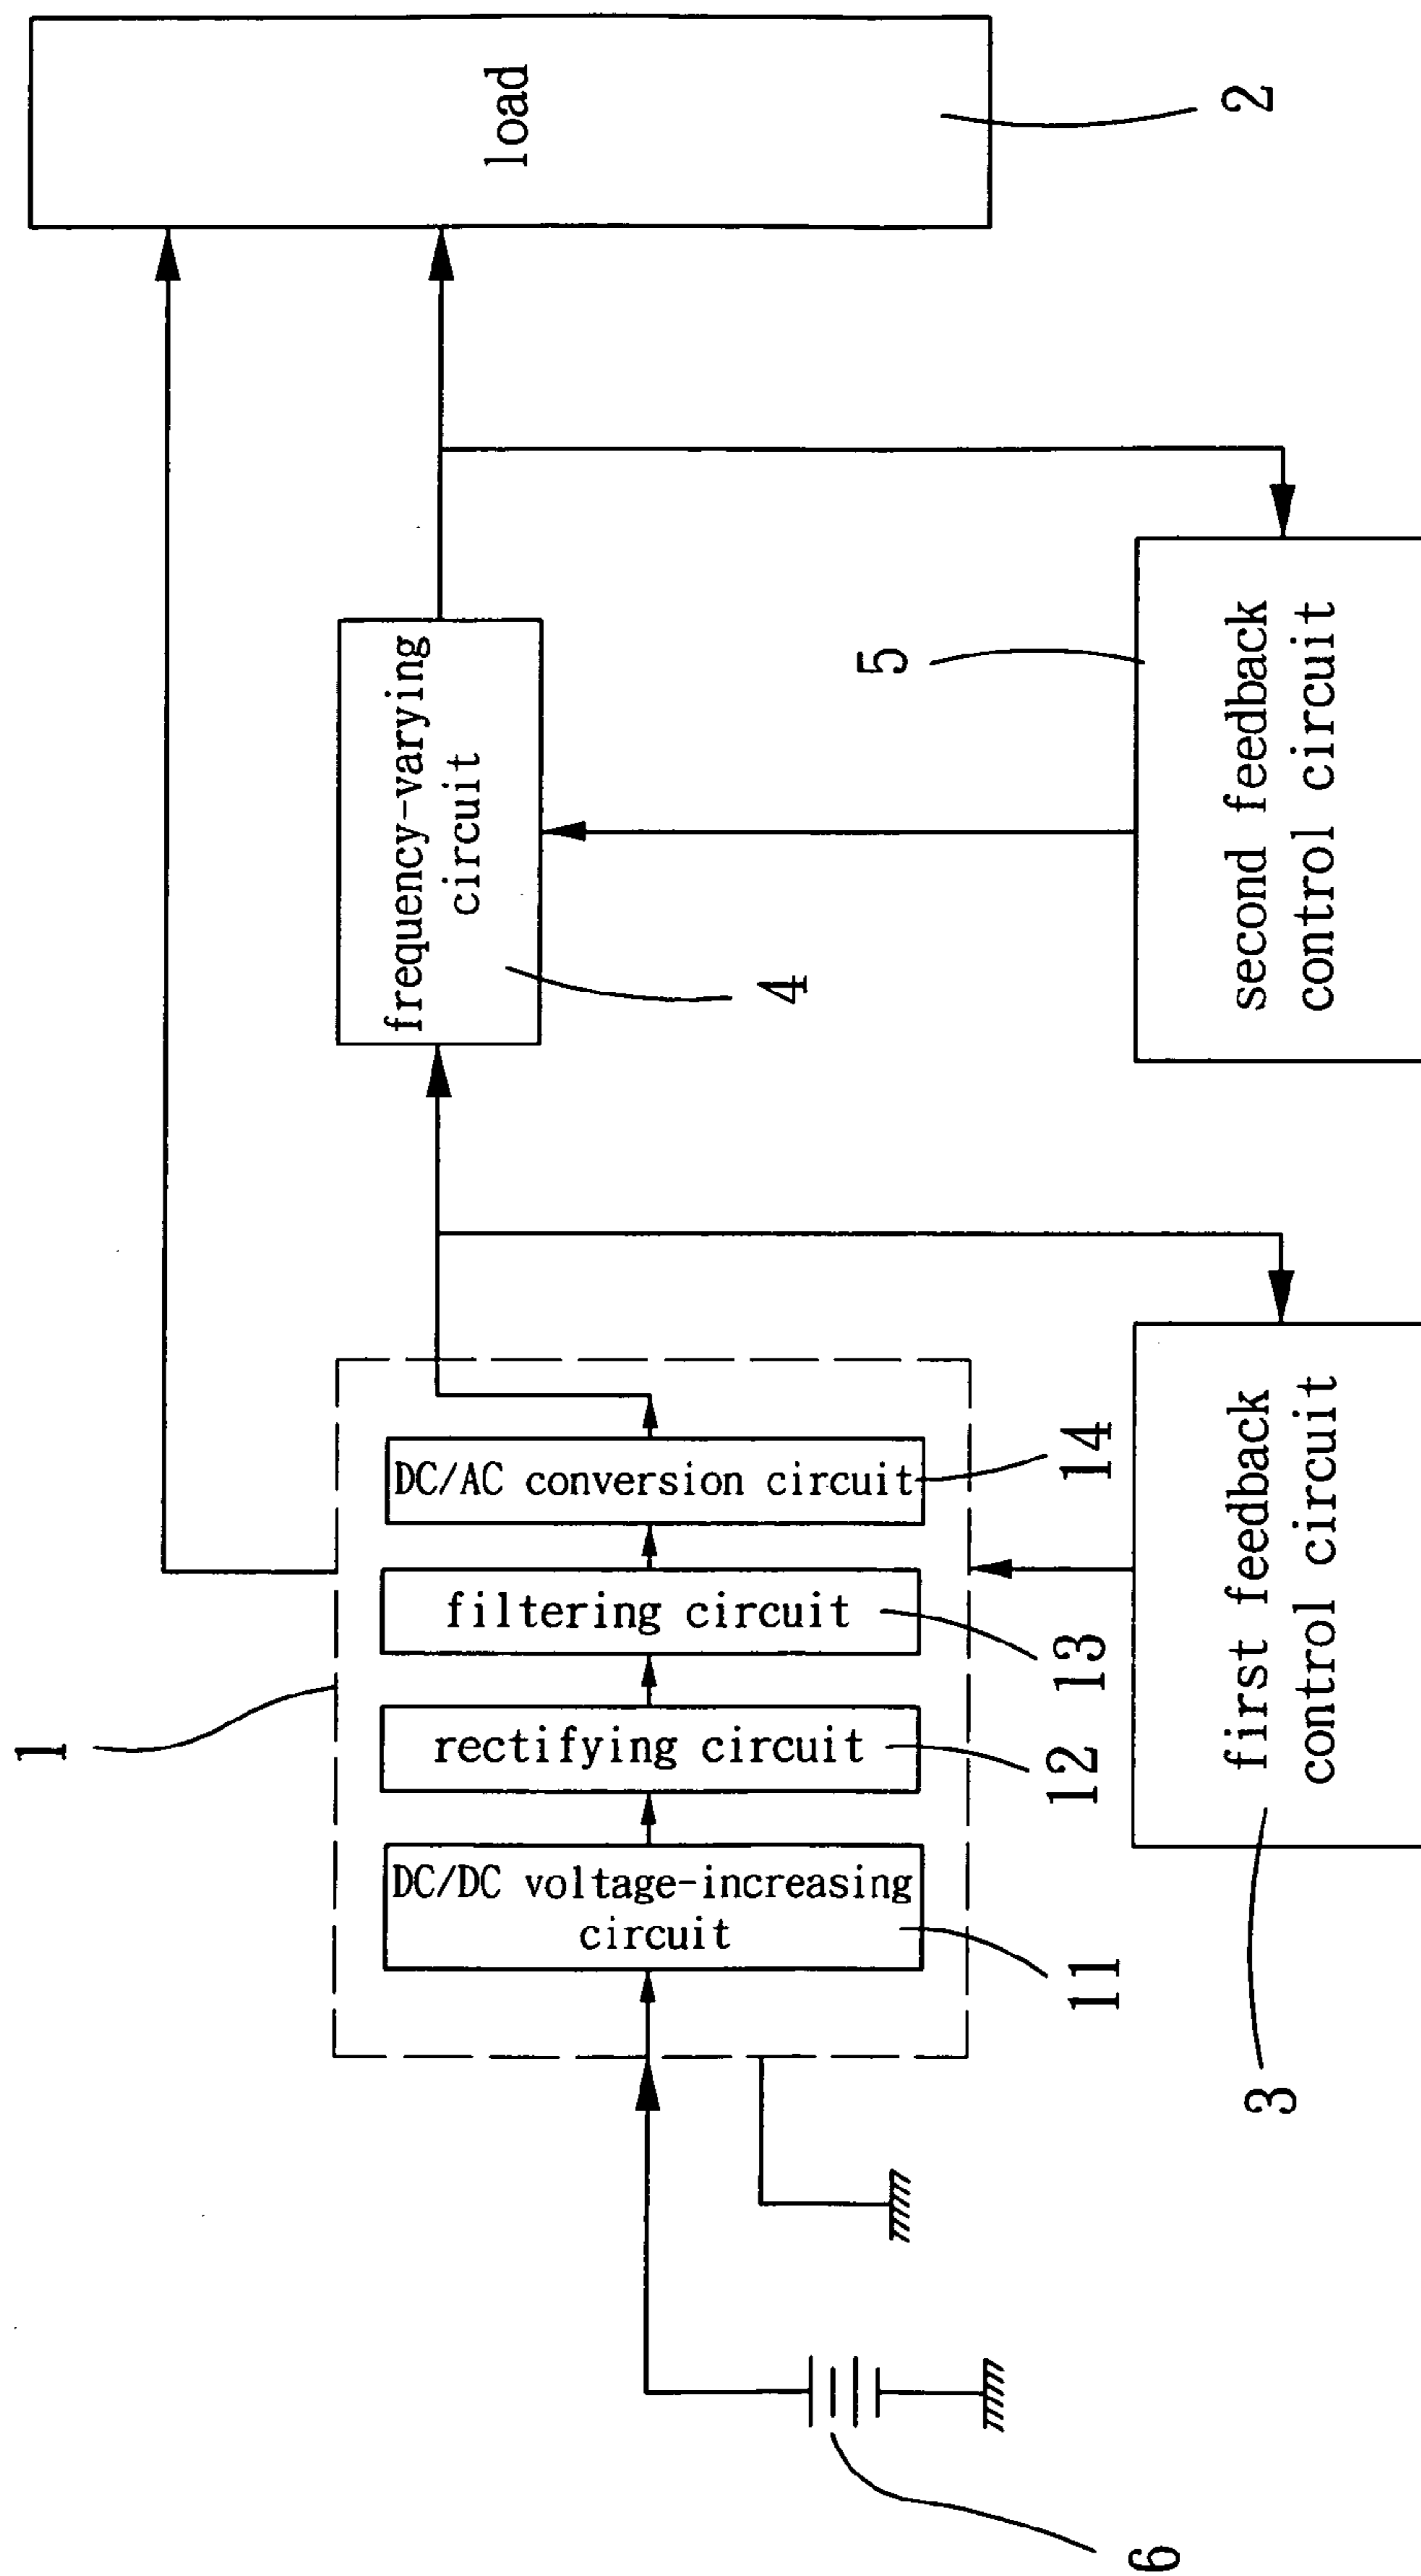 1
DC/DC voltage-increasing
circuit
11
rectifying circuit
12
filtering circuit
13
DC/AC conversion circuit
14
frequency-varying
circuit
4
load
2
first feedback
control circuit
3
second feedback
control circuit
5
6